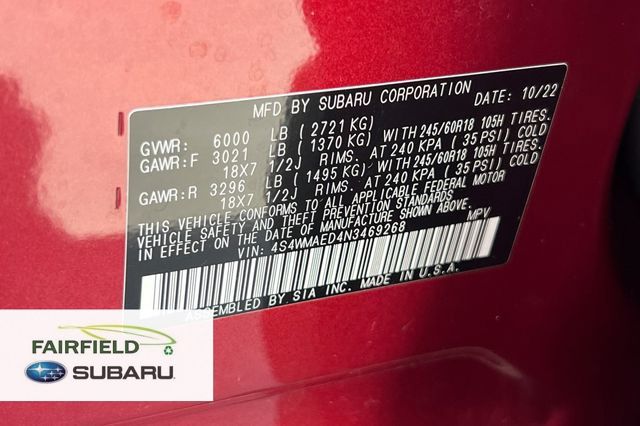 MFD BY SUBARU CORPORATION DATE: 10/22
GVWR: 6000 LB ( 2721 KG)
GAWR:F 3021 LB ( 1370 KG) WITH 245/60R18 105H TIRES.
18X7 1/2J RIMS. AT 240 KPA ( 35 PSI) COLD
GAWR:R 3296 LB ( 1495 KG) WITH 245/60R18 105H TIRES.
18X7 1/2J RIMS. AT 240 KPA ( 35 PSI) COLD
THIS VEHICLE CONFORMS TO ALL APPLICABLE FEDERAL MOTOR
VEHICLE SAFETY AND THEFT PREVENTION STANDARDS
IN EFFECT ON THE DATE OF MANUFACTURE SHOWN ABOVE.
VIN: 4S4WMAED4N3469268 MPV
ASSEMBLED BY SIA INC. MADE IN U.S.A.
FAIRFIELD
SUBARU